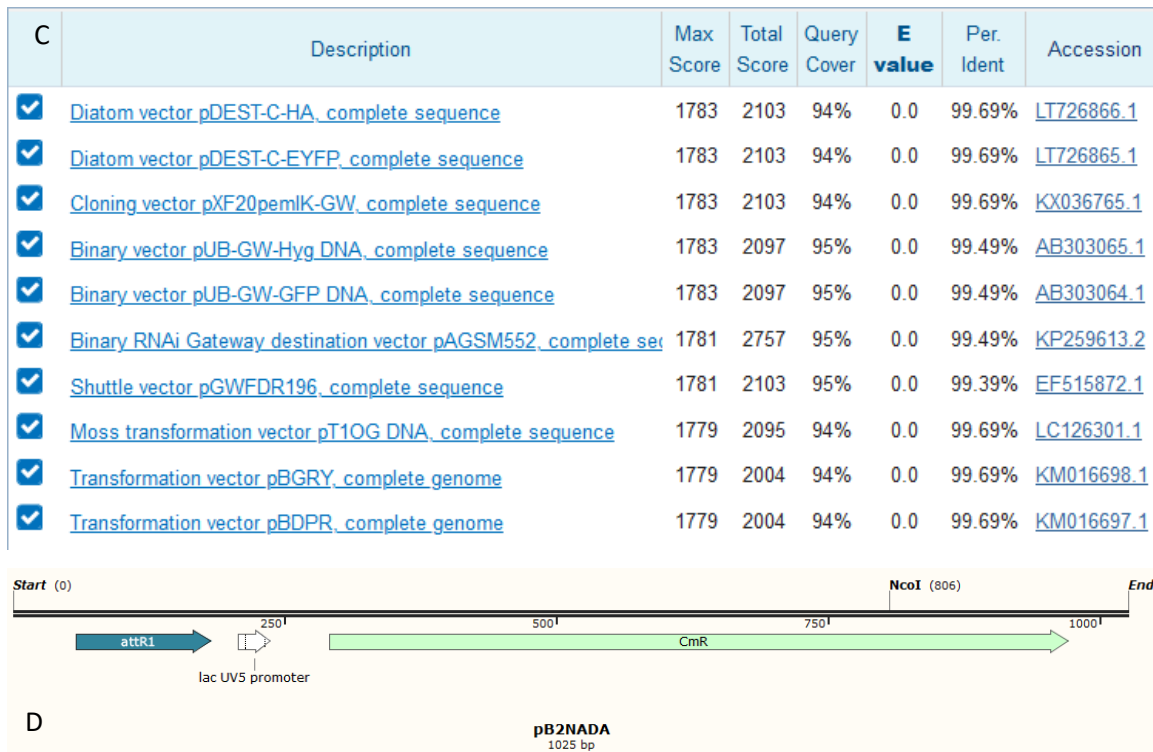 C Description Max Score Total Score Query Cover E value Per. Ident Accession
Diatom vector pDEST-C-HA, complete sequence 1783 2103 94% 0.0 99.69% LT726866.1
Diatom vector pDEST-C-EYFP, complete sequence 1783 2103 94% 0.0 99.69% LT726865.1
Cloning vector pXF20pemIK-GW, complete sequence 1783 2103 94% 0.0 99.69% KX036765.1
Binary vector pUB-GW-Hyg DNA, complete sequence 1783 2097 95% 0.0 99.49% AB303065.1
Binary vector pUB-GW-GFP DNA, complete sequence 1783 2097 95% 0.0 99.49% AB303064.1
Binary RNAi Gateway destination vector pAGSM552, complete sec 1781 2757 95% 0.0 99.49% KP259613.2
Shuttle vector pGWFDR196, complete sequence 1781 2103 95% 0.0 99.39% EF515872.1
Moss transformation vector pT1OG DNA, complete sequence 1779 2095 94% 0.0 99.69% LC126301.1
Transformation vector pBGRY, complete genome 1779 2004 94% 0.0 99.69% KM016698.1
Transformation vector pBDPR, complete genome 1779 2004 94% 0.0 99.69% KM016697.1
Start (0) NcoI (806) End
250 500 750 1000
attR1 CmR
lac UV5 promoter
D pB2NADA
1025 bp